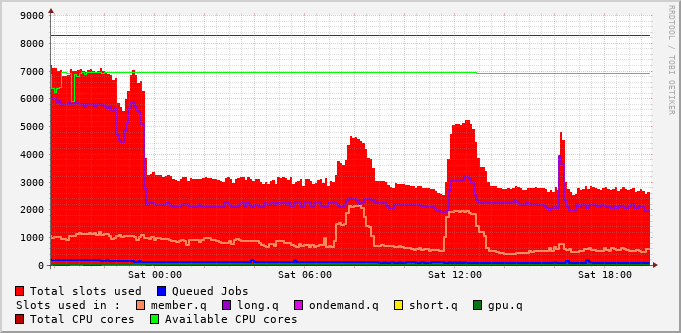 RRDTOOL / TOBI OETIKER
9000
8000
7000
6000
5000
4000
3000
2000
1000
0
Sat 00:00 Sat 06:00 Sat 12:00 Sat 18:00
Total slots used Queued Jobs
Slots used in : member.q long.q ondemand.q short.q gpu.q
Total CPU cores Available CPU cores